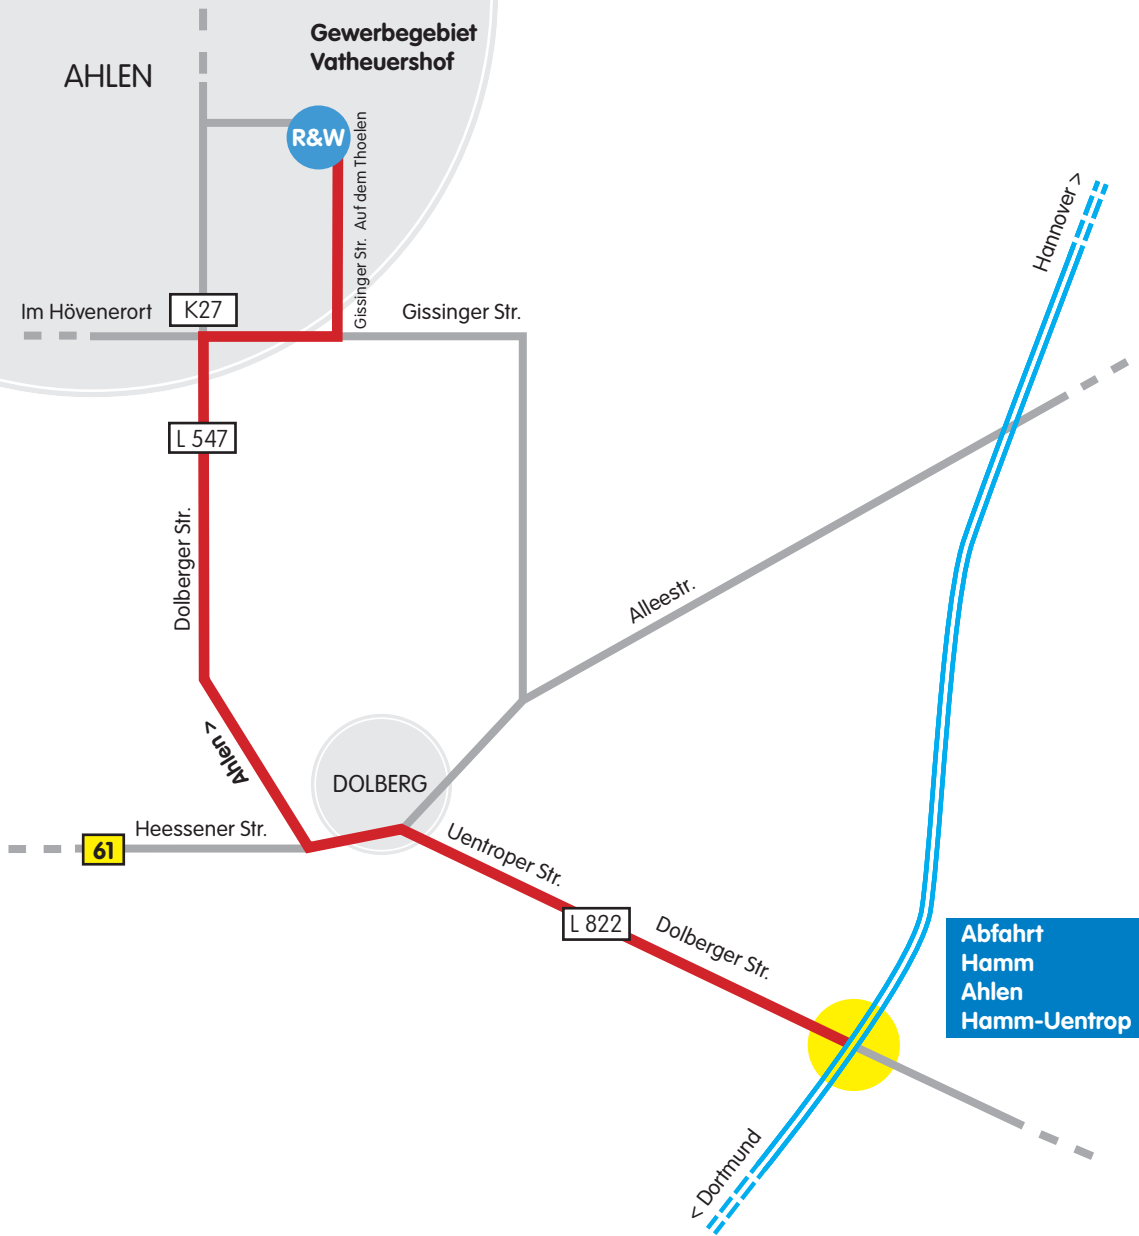 Gewerbegebiet
Vatheuershof
AHLEN
R&W
Gissinger Str. Auf dem Thoelen
Hannover >
Im Hövenerort
K27
Gissinger Str.
L 547
Dolberger Str.
Alleestr.
Ahlen >
DOLBERG
Heessener Str.
61
Uentroper Str.
L 822
Dolberger Str.
Abfahrt
Hamm
Ahlen
Hamm-Uentrop
< Dortmund